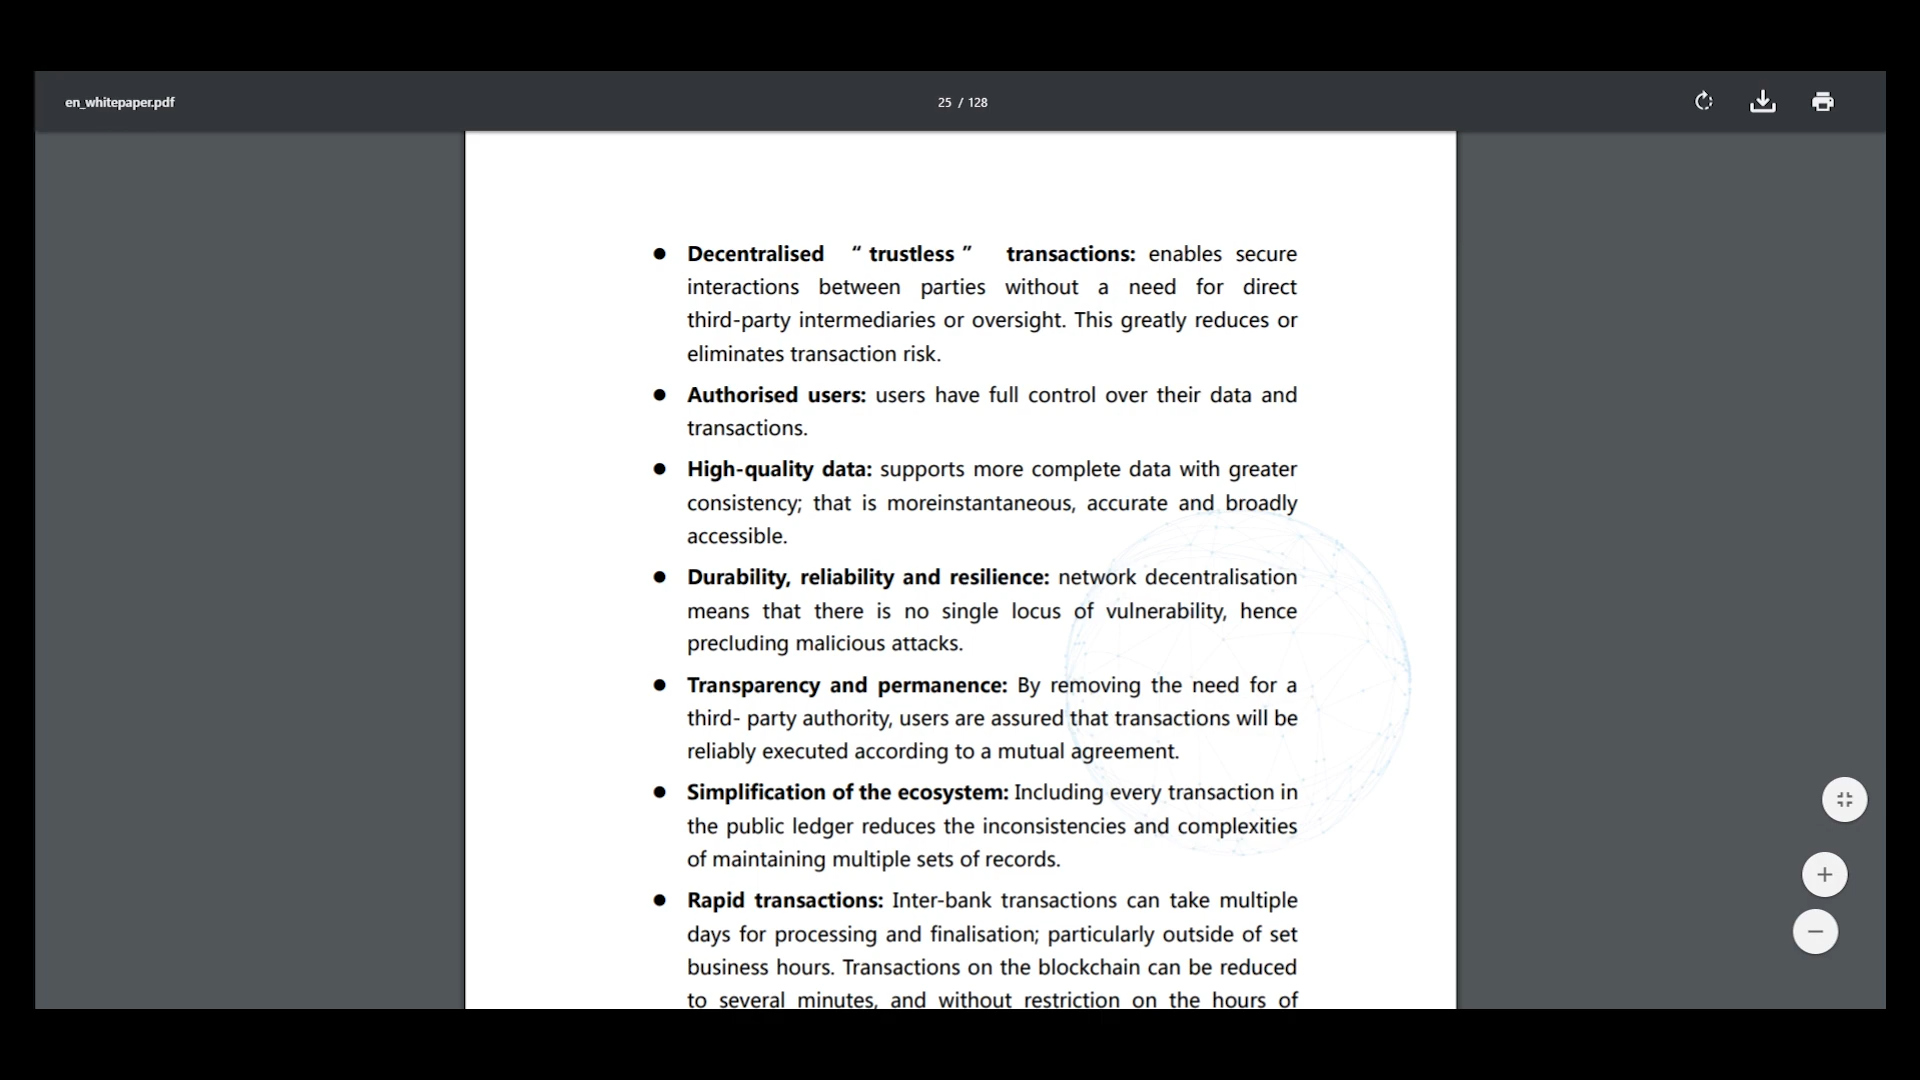 en_whitepaper.pdf
25 / 128
● Decentralised “ trustless ” transactions: enables secure
interactions between parties without a need for direct
third-party intermediaries or oversight. This greatly reduces or
eliminates transaction risk.
● Authorised users: users have full control over their data and
transactions.
● High-quality data: supports more complete data with greater
consistency; that is moreinstantaneous, accurate and broadly
accessible.
● Durability, reliability and resilience: network decentralisation
means that there is no single locus of vulnerability, hence
precluding malicious attacks.
● Transparency and permanence: By removing the need for a
third- party authority, users are assured that transactions will be
reliably executed according to a mutual agreement.
● Simplification of the ecosystem: Including every transaction in
the public ledger reduces the inconsistencies and complexities
of maintaining multiple sets of records.
● Rapid transactions: Inter-bank transactions can take multiple
days for processing and finalisation; particularly outside of set
business hours. Transactions on the blockchain can be reduced
to several minutes, and without restriction on the hours of